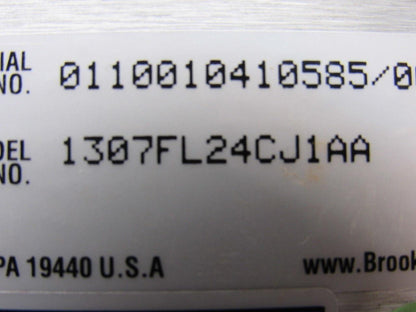 IAL 0110010410585/0
NO.
DEL 1307FL24CJ1AA
NO.
PA 19440 U.S.A www.Brook